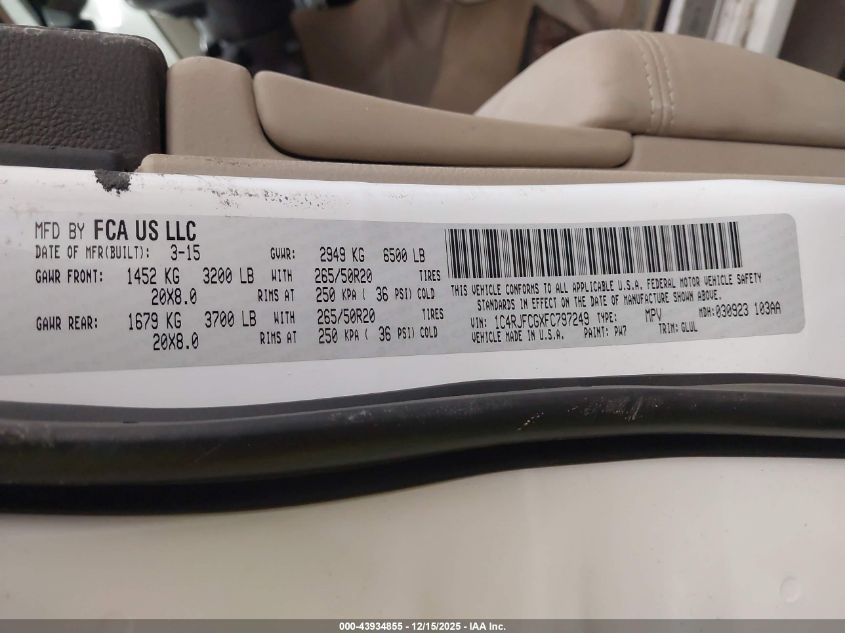 MFD BY FCA US LLC
DATE OF MFR(BUILT): 3-15 GVWR: 2949 KG 6500 LB
GAWR FRONT: 1452 KG 3200 LB WITH 265/50R20 TIRES
20X8.0 RIMS AT 250 KPA ( 36 PSI) COLD
GAWR REAR: 1679 KG 3700 LB WITH 265/50R20 TIRES
20X8.0 RIMS AT 250 KPA ( 36 PSI) COLD
THIS VEHICLE CONFORMS TO ALL APPLICABLE U.S.A. FEDERAL MOTOR VEHICLE SAFETY
STANDARDS IN EFFECT ON THE DATE OF MANUFACTURE SHOWN ABOVE.
VIN: 1C4RJFCGXFC797249 TYPE: MPV MDH:030923 103AA
VEHICLE MADE IN U.S.A. PAINT: PW7 TRIM: GLUL
000-43934855 - 12/15/2025 - IAA Inc.